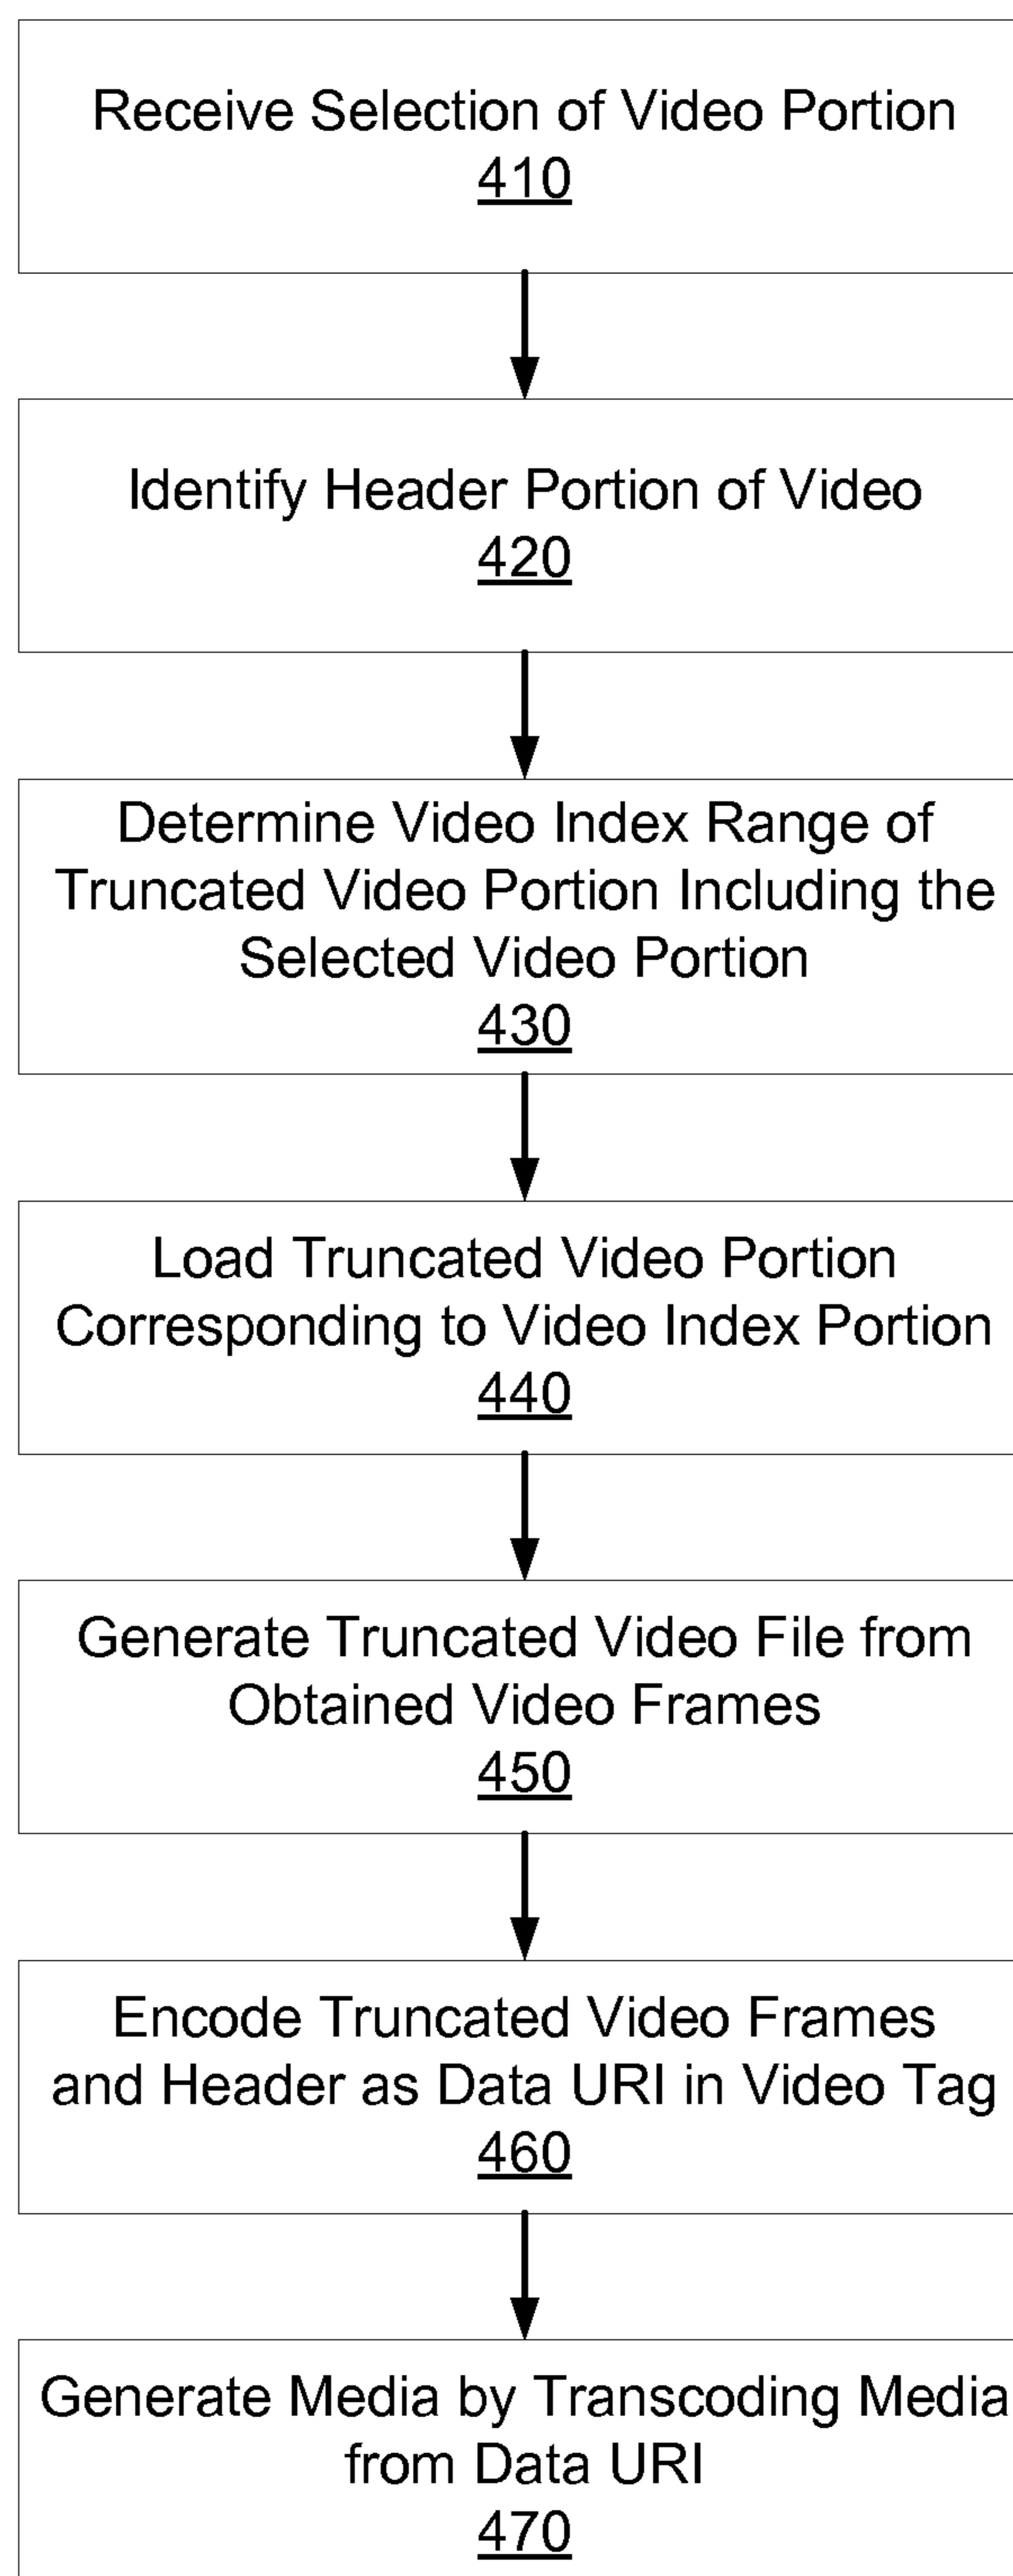 Receive Selection of Video Portion
410
Identify Header Portion of Video
420
Determine Video Index Range of
Truncated Video Portion Including the
Selected Video Portion
430
Load Truncated Video Portion
Corresponding to Video Index Portion
440
Generate Truncated Video File from
Obtained Video Frames
450
Encode Truncated Video Frames
and Header as Data URI in Video Tag
460
Generate Media by Transcoding Media
from Data URI
470